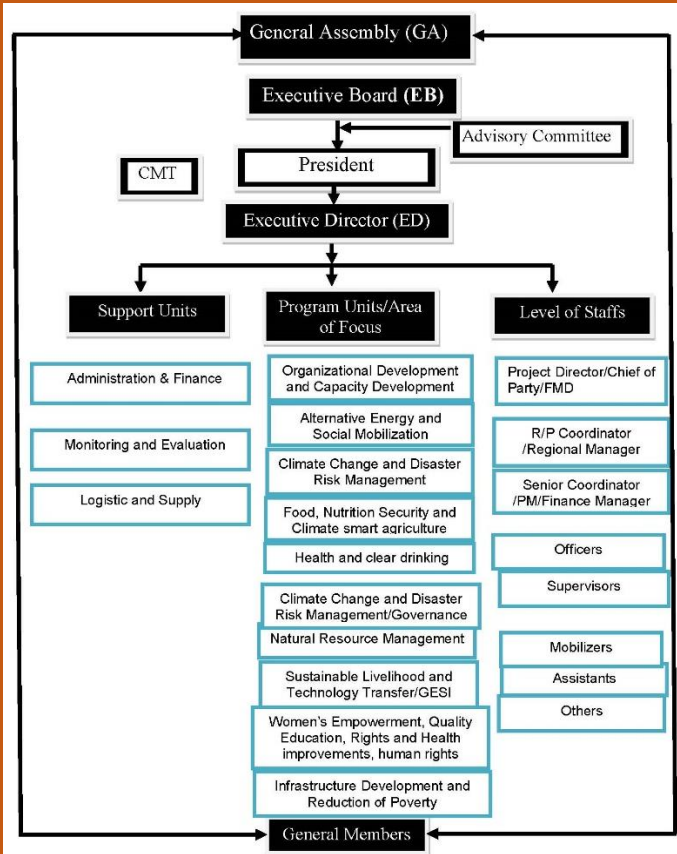 General Assembly (GA)
Executive Board (EB)
Advisory Committee
President
CMT
Executive Director (ED)
Support Units
Program Units/Area
of Focus
Level of Staffs
Administration & Finance
Monitoring and Evaluation
Logistic and Supply
Organizational Development
and Capacity Development
Alternative Energy and
Social Mobilization
Climate Change and Disaster
Risk Management
Food, Nutrition Security and
Climate smart agriculture
Health and clear drinking
Climate Change and Disaster
Risk Management/Governance
Natural Resource Management
Sustainable Livelihood and
Technology Transfer/GESI
Women's Empowerment, Quality
Education, Rights and Health
improvements, human rights
Infrastructure Development and
Reduction of Poverty
Project Director/Chief of
Party/FMD
R/P Coordinator
/Regional Manager
Senior Coordinator
/PM/Finance Manager
Officers
Supervisors
Mobilizers
Assistants
Others
General Members